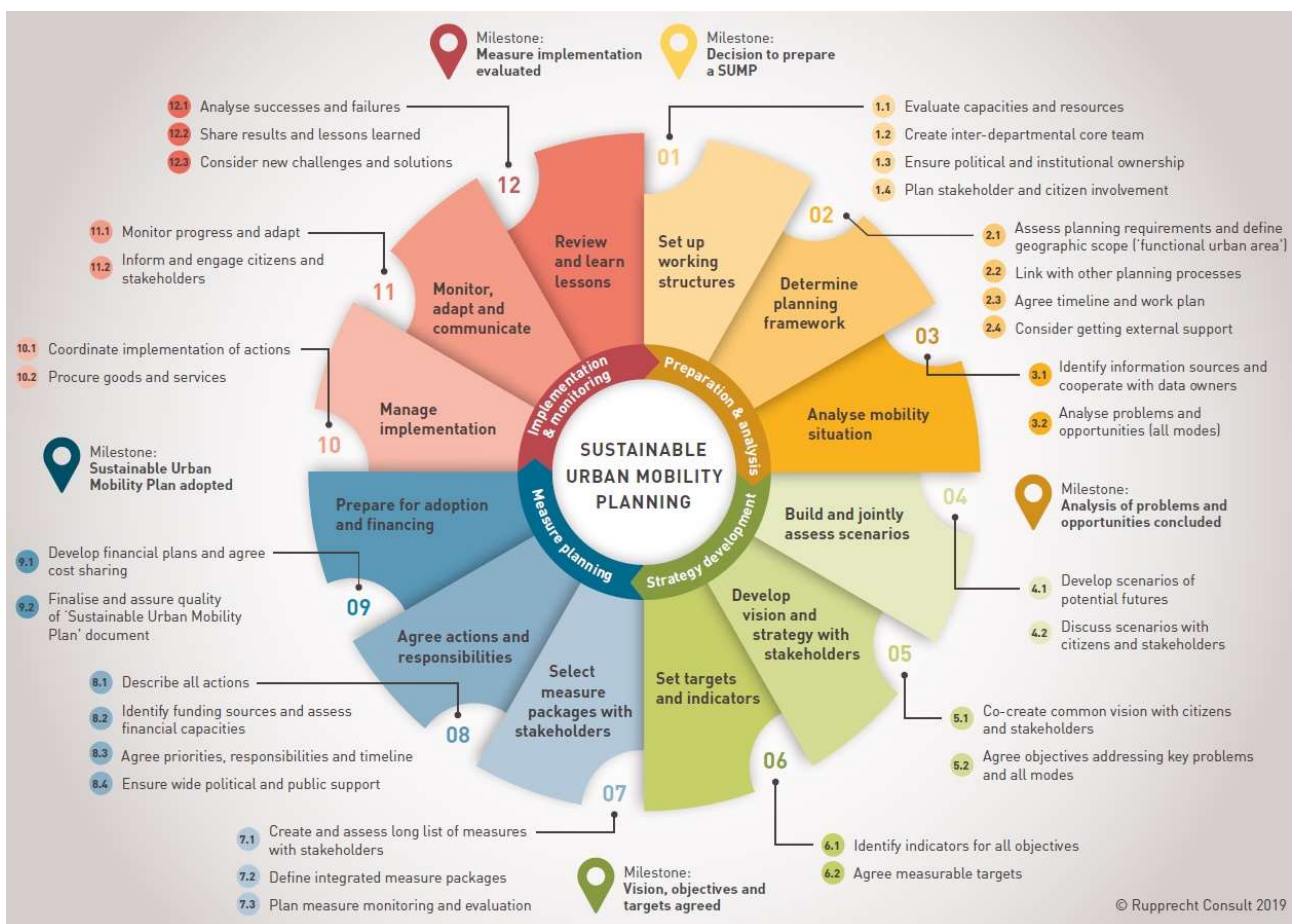 Milestone:
Measure implementation
evaluated
Milestone:
Decision to prepare
a SUMP
12.1 Analyse successes and failures
12.2 Share results and lessons learned
12.3 Consider new challenges and solutions
1.1 Evaluate capacities and resources
1.2 Create inter-departmental core team
1.3 Ensure political and institutional ownership
1.4 Plan stakeholder and citizen involvement
11.1 Monitor progress and adapt
11.2 Inform and engage citizens and
stakeholders
2.1 Assess planning requirements and define
geographic scope (‘functional urban area’)
2.2 Link with other planning processes
2.3 Agree timeline and work plan
2.4 Consider getting external support
10.1 Coordinate implementation of actions
10.2 Procure goods and services
3.1 Identify information sources and
cooperate with data owners
3.2 Analyse problems and
opportunities (all modes)
Milestone:
Sustainable Urban
Mobility Plan adopted
Milestone:
Analysis of problems and
opportunities concluded
01
Set up
working
structures
02
Determine
planning
framework
03
Analyse mobility
situation
04
Build and jointly
assess scenarios
05
Develop
vision and
strategy with
stakeholders
06
Set targets
and indicators
07
Select
measure
packages with
stakeholders
08
Agree actions and
responsibilities
09
Prepare for adoption
and financing
10
Manage
implementation
11
Monitor,
adapt and
communicate
12
Review
and learn
lessons
Preparation & analysis
Strategy development
Measure planning
Implementation
& monitoring
SUSTAINABLE
URBAN MOBILITY
PLANNING
9.1 Develop financial plans and agree
cost sharing
9.2 Finalise and assure quality
of ‘Sustainable Urban Mobility
Plan’ document
4.1 Develop scenarios of
potential futures
4.2 Discuss scenarios with
citizens and stakeholders
8.1 Describe all actions
8.2 Identify funding sources and assess
financial capacities
8.3 Agree priorities, responsibilities and timeline
8.4 Ensure wide political and public support
5.1 Co-create common vision with citizens
and stakeholders
5.2 Agree objectives addressing key problems
and all modes
7.1 Create and assess long list of measures
with stakeholders
7.2 Define integrated measure packages
7.3 Plan measure monitoring and evaluation
Milestone:
Vision, objectives and
targets agreed
6.1 Identify indicators for all objectives
6.2 Agree measurable targets
© Rupprecht Consult 2019